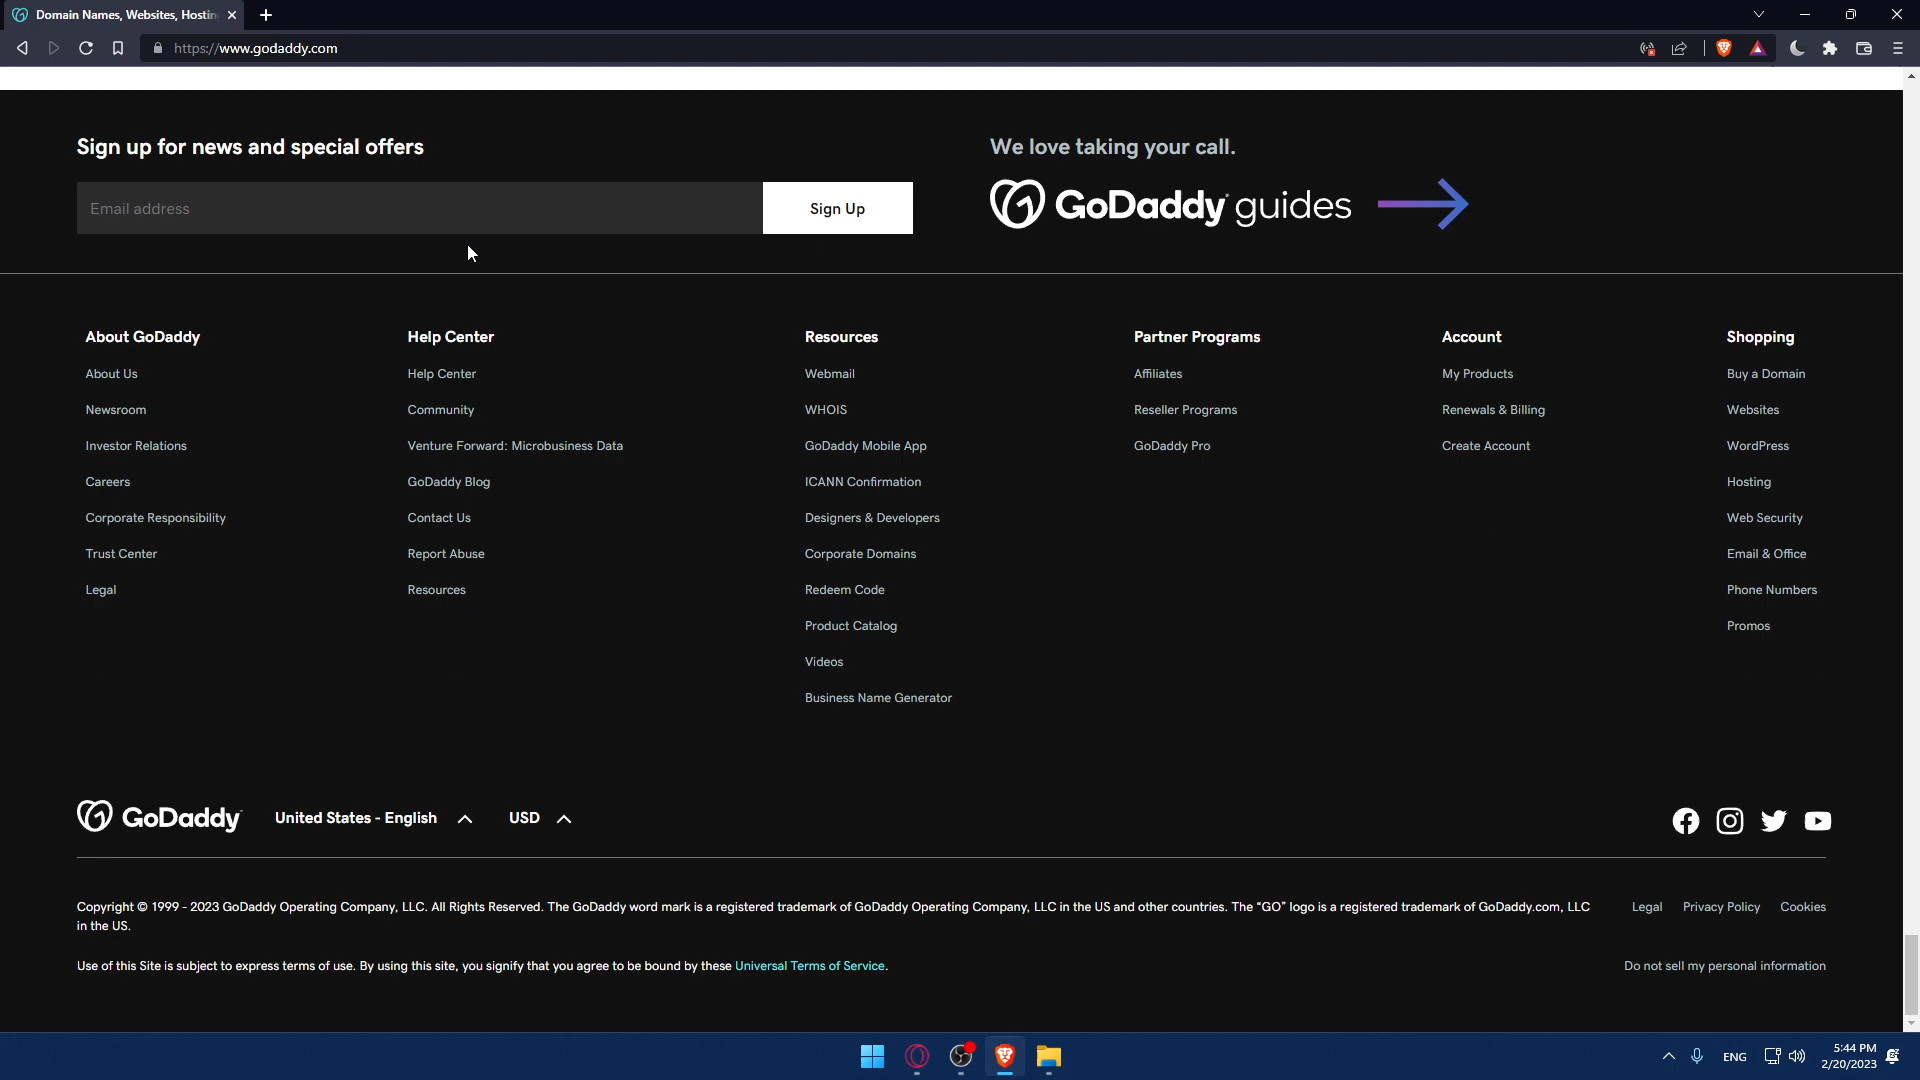 Domain Names, Websites, Hostin
https://www.godaddy.com
Sign up for news and special offers
Email address
Sign Up
We love taking your call.
GoDaddy guides
About GoDaddy
About Us
Newsroom
Investor Relations
Careers
Corporate Responsibility
Trust Center
Legal
Help Center
Help Center
Community
Venture Forward: Microbusiness Data
GoDaddy Blog
Contact Us
Report Abuse
Resources
Resources
Webmail
WHOIS
GoDaddy Mobile App
ICANN Confirmation
Designers & Developers
Corporate Domains
Redeem Code
Product Catalog
Videos
Business Name Generator
Partner Programs
Affiliates
Reseller Programs
GoDaddy Pro
Account
My Products
Renewals & Billing
Create Account
Shopping
Buy a Domain
Websites
WordPress
Hosting
Web Security
Email & Office
Phone Numbers
Promos
GoDaddy
United States - English
USD
Copyright © 1999 - 2023 GoDaddy Operating Company, LLC. All Rights Reserved. The GoDaddy word mark is a registered trademark of GoDaddy Operating Company, LLC in the US and other countries. The "GO" logo is a registered trademark of GoDaddy.com, LLC
in the US.
Legal
Privacy Policy
Cookies
Use of this Site is subject to express terms of use. By using this site, you signify that you agree to be bound by these Universal Terms of Service.
Do not sell my personal information
ENG
5:44 PM
2/20/2023